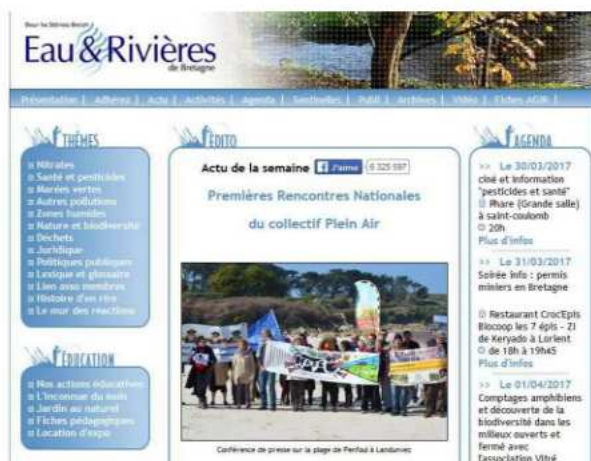 Eau & Rivières
de Bretagne
Présentation | Adhérez | Actu | Activités | Agenda | Sentinelles | Publi | Archives | Vidéo | Fiches AGIR |
THÈMES
Nitrates
Santé et pesticides
Marées vertes
Autres pollutions
Zones humides
Nature et biodiversité
Déchets
Juridique
Politiques publiques
Lexique et glossaire
Lien asso membres
Histoire d'en rire
Le mur des réactions
ÉDUCATION
Nos actions éducatives
L'inconnue du mois
Jardin au naturel
Fiches pédagogiques
Location d'expo
ÉDITO
Actu de la semaine J'aime 6 325 597
Premières Rencontres Nationales
du collectif Plein Air
Conférence de presse sur la plage de Penfoul à Landunvez
AGENDA
>> Le 30/03/2017
ciné et information
"pesticides et santé"
Phare (Grande salle)
à saint-coulomb
20h
Plus d'infos
>> Le 31/03/2017
Soirée info : permis
miniers en Bretagne
Restaurant CrocEpis
Biocoop les 7 épis - ZI
de Keryado à Lorient
de 18h à 19h45
Plus d'infos
>> Le 01/04/2017
Comptages amphibiens
et découverte de la
biodiversité dans les
milieux ouverts et
fermé avec
l'association Vitré